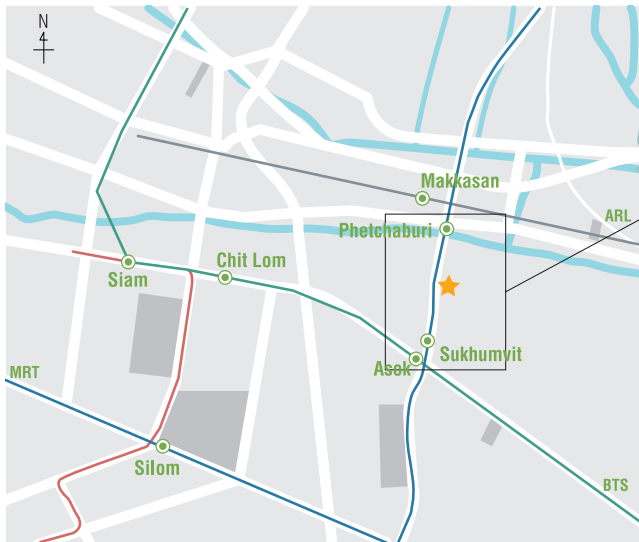 N
Makkasan
ARL
Phetchaburi
Chit Lom
Siam
Sukhumvit
Asok
MRT
Silom
BTS